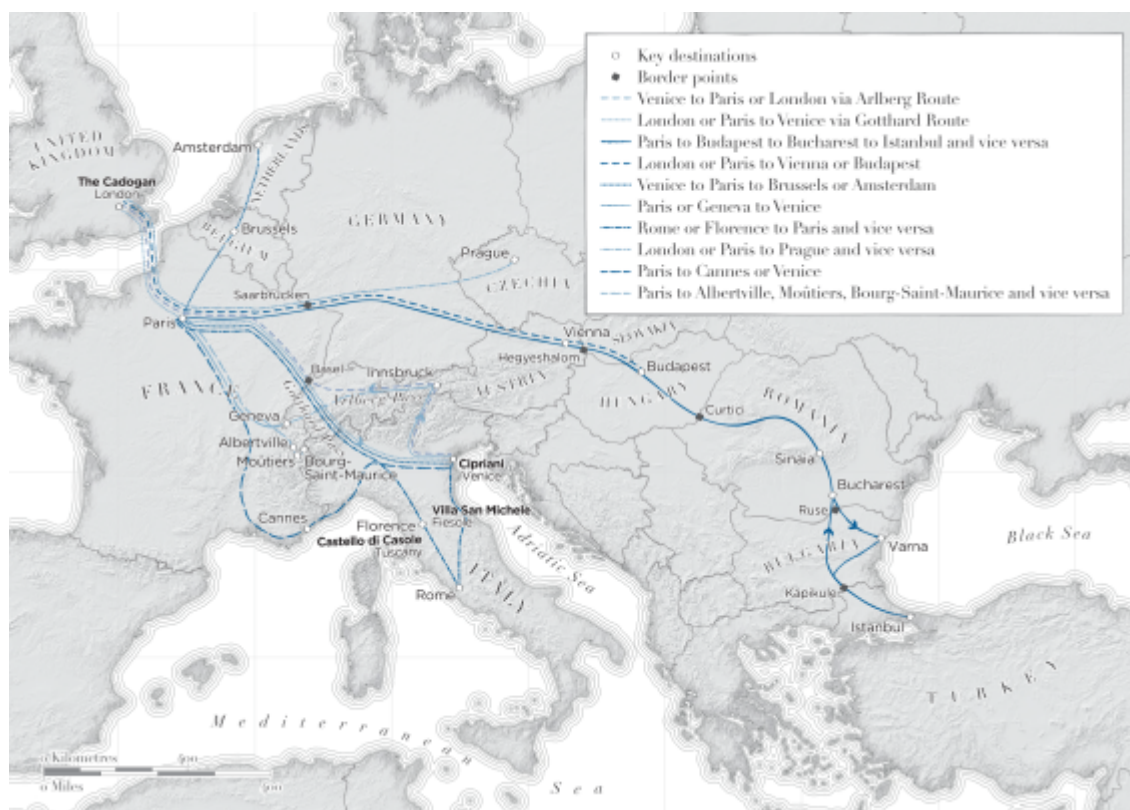 Key destinations
Border points
Venice to Paris or London via Arlberg Route
London or Paris to Venice via Gotthard Route
Paris to Budapest to Bucharest to Istanbul and vice versa
London or Paris to Vienna or Budapest
Venice to Paris to Brussels or Amsterdam
Paris or Geneva to Venice
Rome or Florence to Paris and vice versa
London or Paris to Prague and vice versa
Paris to Cannes or Venice
Paris to Albertville, Moûtiers, Bourg-Saint-Maurice and vice versa
UNITED
KINGDOM
Amsterdam
NETHERLANDS
The Cadogan
London
GERMANY
Brussels
BELGIUM
Prague
CZECHIA
Saarbrücken
Paris
Vienna
SLOVAKIA
Hegyeshalom
Budapest
Basel
Innsbruck
AUSTRIA
FRANCE
Arlberg Pass
HUNGARY
ROMANIA
Curtici
Geneva
Albertville
Moûtiers
Bourg-
Saint-Maurice
Cipriani
Venice
Sinaia
Bucharest
Ruse
Villa San Michele
Fiesole
Cannes
Florence
Castello di Casole
Tuscany
Adriatic Sea
BULGARIA
Varna
Black Sea
ITALY
Rome
Kapikule
Istanbul
TURKEY
Mediterranean
Sea
0 Kilometres 400
0 Miles 400